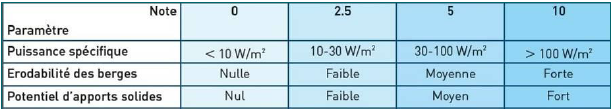 Note 0 2.5 5 10
Paramètre
Puissance spécifique < 10 W/m² 10-30 W/m² 30-100 W/m² > 100 W/m²
Erodabilité des berges Nulle Faible Moyenne Forte
Potentiel d'apports solides Nul Faible Moyen Fort